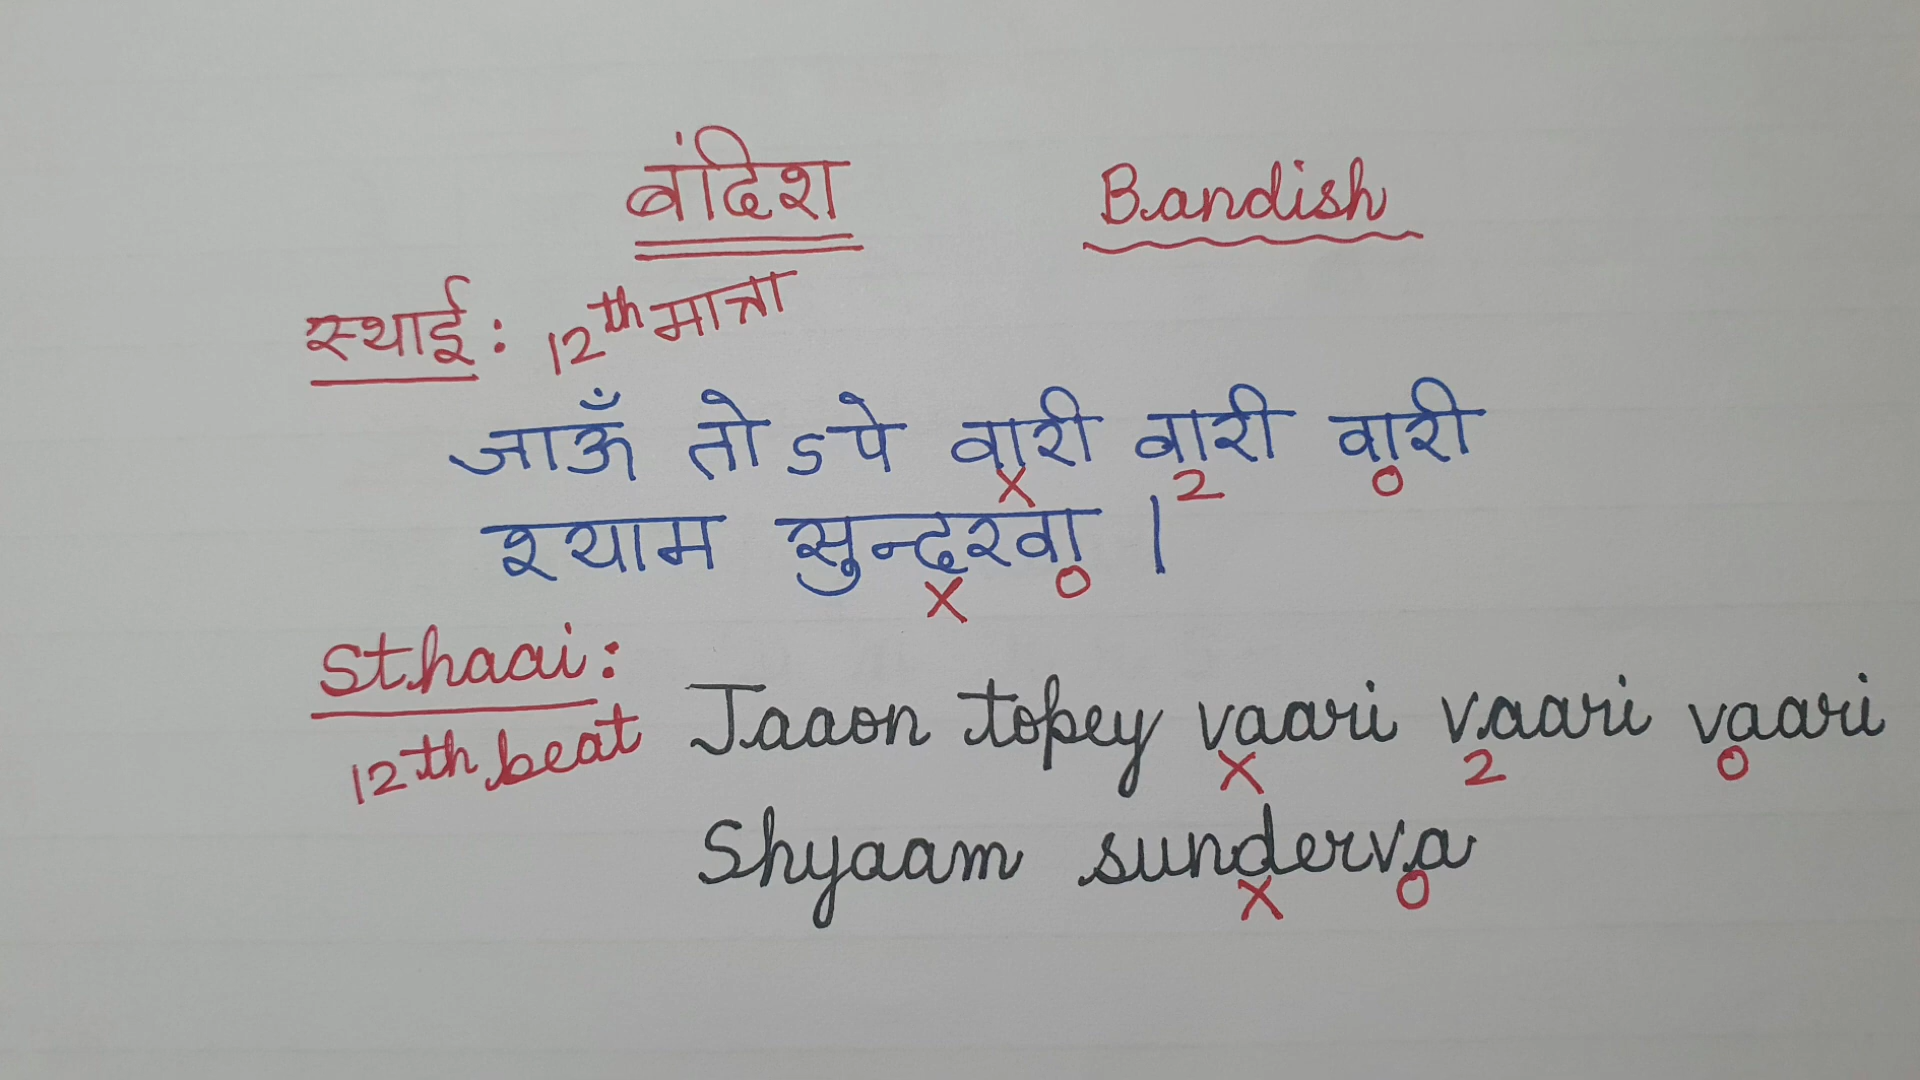 बंदिश Bandish
स्थाई: 12th मात्रा
जाऊँ तो ऽ पे वारी वारी वारी
x 2 0
श्याम सुन्दरवा ।
x 0
Sthaai:
12th beat
Jaaon topey vaari vaari vaari
x 2 0
Shyaam sunderva
x 0